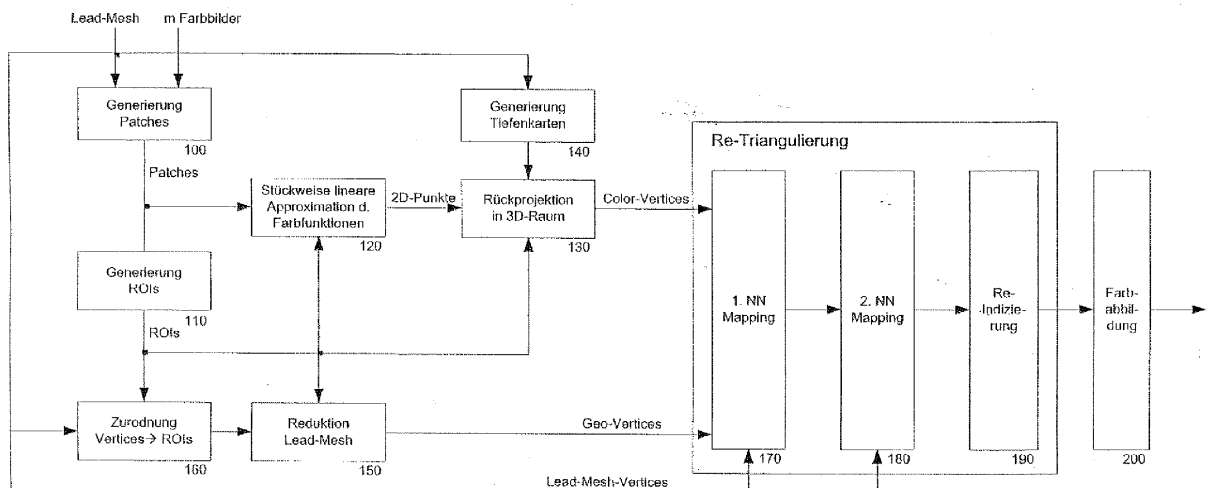 Lead-Mesh
m Farbbilder
Generierung
Patches
100
Patches
Generierung
Tiefenkarten
140
Stückweise lineare
Approximation d.
Farbfunktionen
120
2D-Punkte
Rückprojektion
in 3D-Raum
130
Color-Vertices
Generierung
ROIs
110
ROIs
Zurodnung
Vertices→ ROIs
160
Reduktion
Lead-Mesh
150
Geo-Vertices
Lead-Mesh-Vertices
Re-Triangulierung
1. NN
Mapping
170
2. NN
Mapping
180
Re-
-Indizie-
rung
190
Farb-
abbil-
dung
200